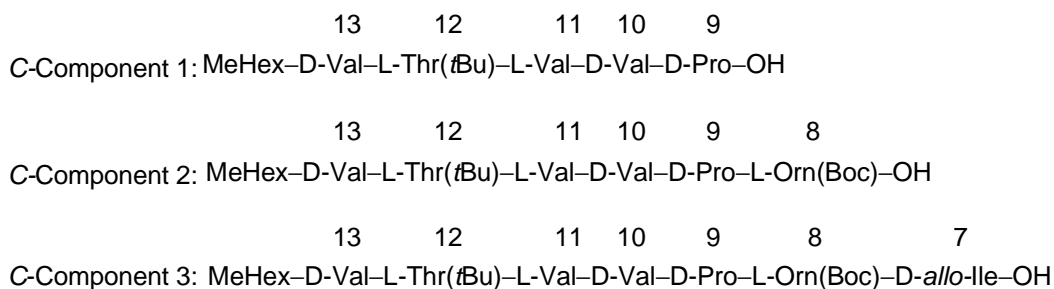 13 12 11 10 9
C-Component 1: MeHex–D-Val–L-Thr(tBu)–L-Val–D-Val–D-Pro–OH
13 12 11 10 9 8
C-Component 2: MeHex–D-Val–L-Thr(tBu)–L-Val–D-Val–D-Pro–L-Orn(Boc)–OH
13 12 11 10 9 8 7
C-Component 3: MeHex–D-Val–L-Thr(tBu)–L-Val–D-Val–D-Pro–L-Orn(Boc)–D-allo-Ile–OH